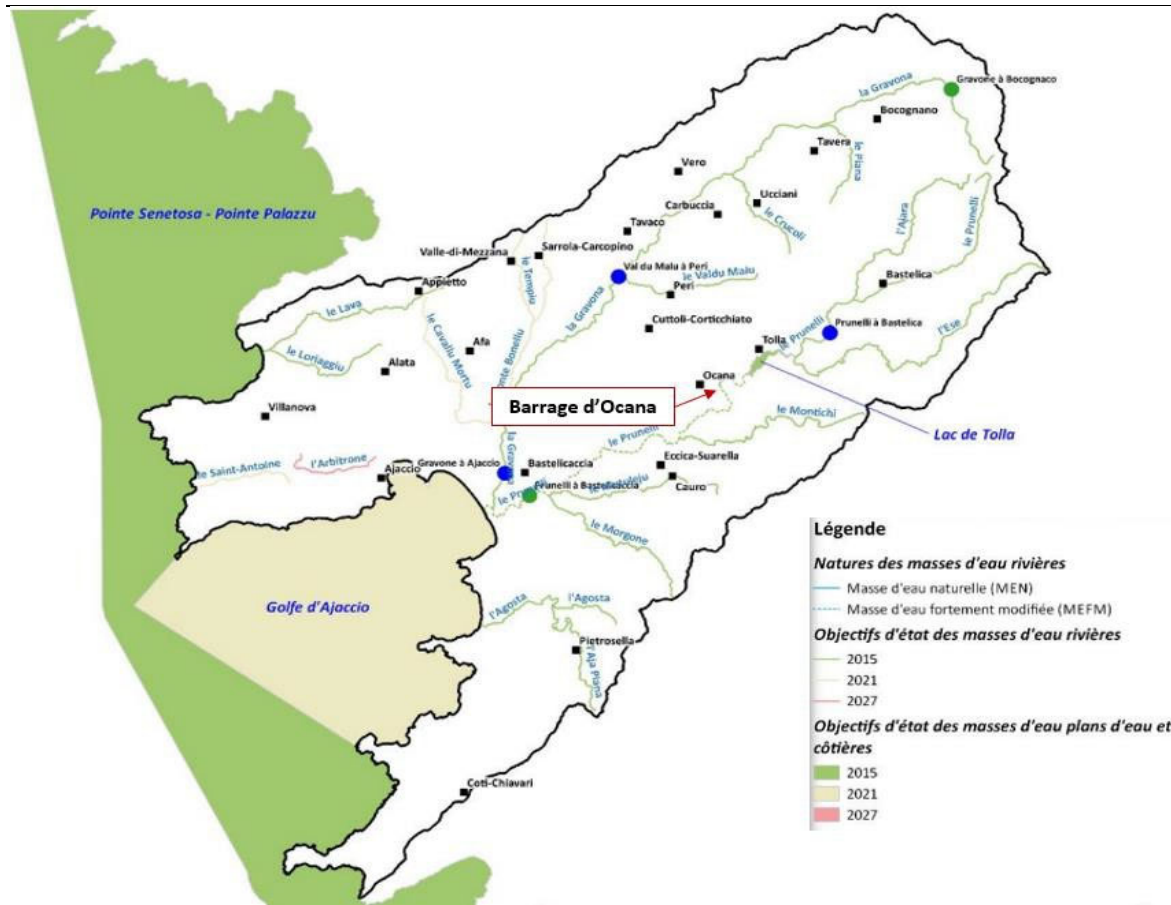 Gravone à Bocognaco
la Gravona
Bocognano
Tavera
le Piana
Vero
Ucciani
Carbuccia
le Crucoli
l'Ajara
le Prunelli
Pointe Senetosa - Pointe Palazzu
Tavaco
Valle-di-Mezzana
Sarrola-Carcopino
le Tempiu
Val du Malu à Peri
le Valdu Malu
Peri
Bastelica
Appietto
le Lava
la Gravona
Cuttoli-Corticchiato
le Prunelli
Prunelli à Bastelica
l'Ese
le Cavallu Mortu
Afa
le Loriaggiu
Alata
Tolla
Ocana
Barrage d'Ocana
Villanova
le Montichi
Lac de Tolla
le Prunelli
la Gravona
Saint-Antoine
l'Arbitrone
Ajaccio
Gravone à Ajaccio
Bastelicaccia
Eccica-Suarella
Cauro
Prunelli à Bastelicaccia
le Morgone
Golfe d'Ajaccio
l'Agosta
l'Agosta
Pietrosella
l'Aja Piana
Coti-Chiavari
Légende
Natures des masses d'eau rivières
Masse d'eau naturelle (MEN)
Masse d'eau fortement modifiée (MEFM)
Objectifs d'état des masses d'eau rivières
2015
2021
2027
Objectifs d'état des masses d'eau plans d'eau et
côtières
2015
2021
2027